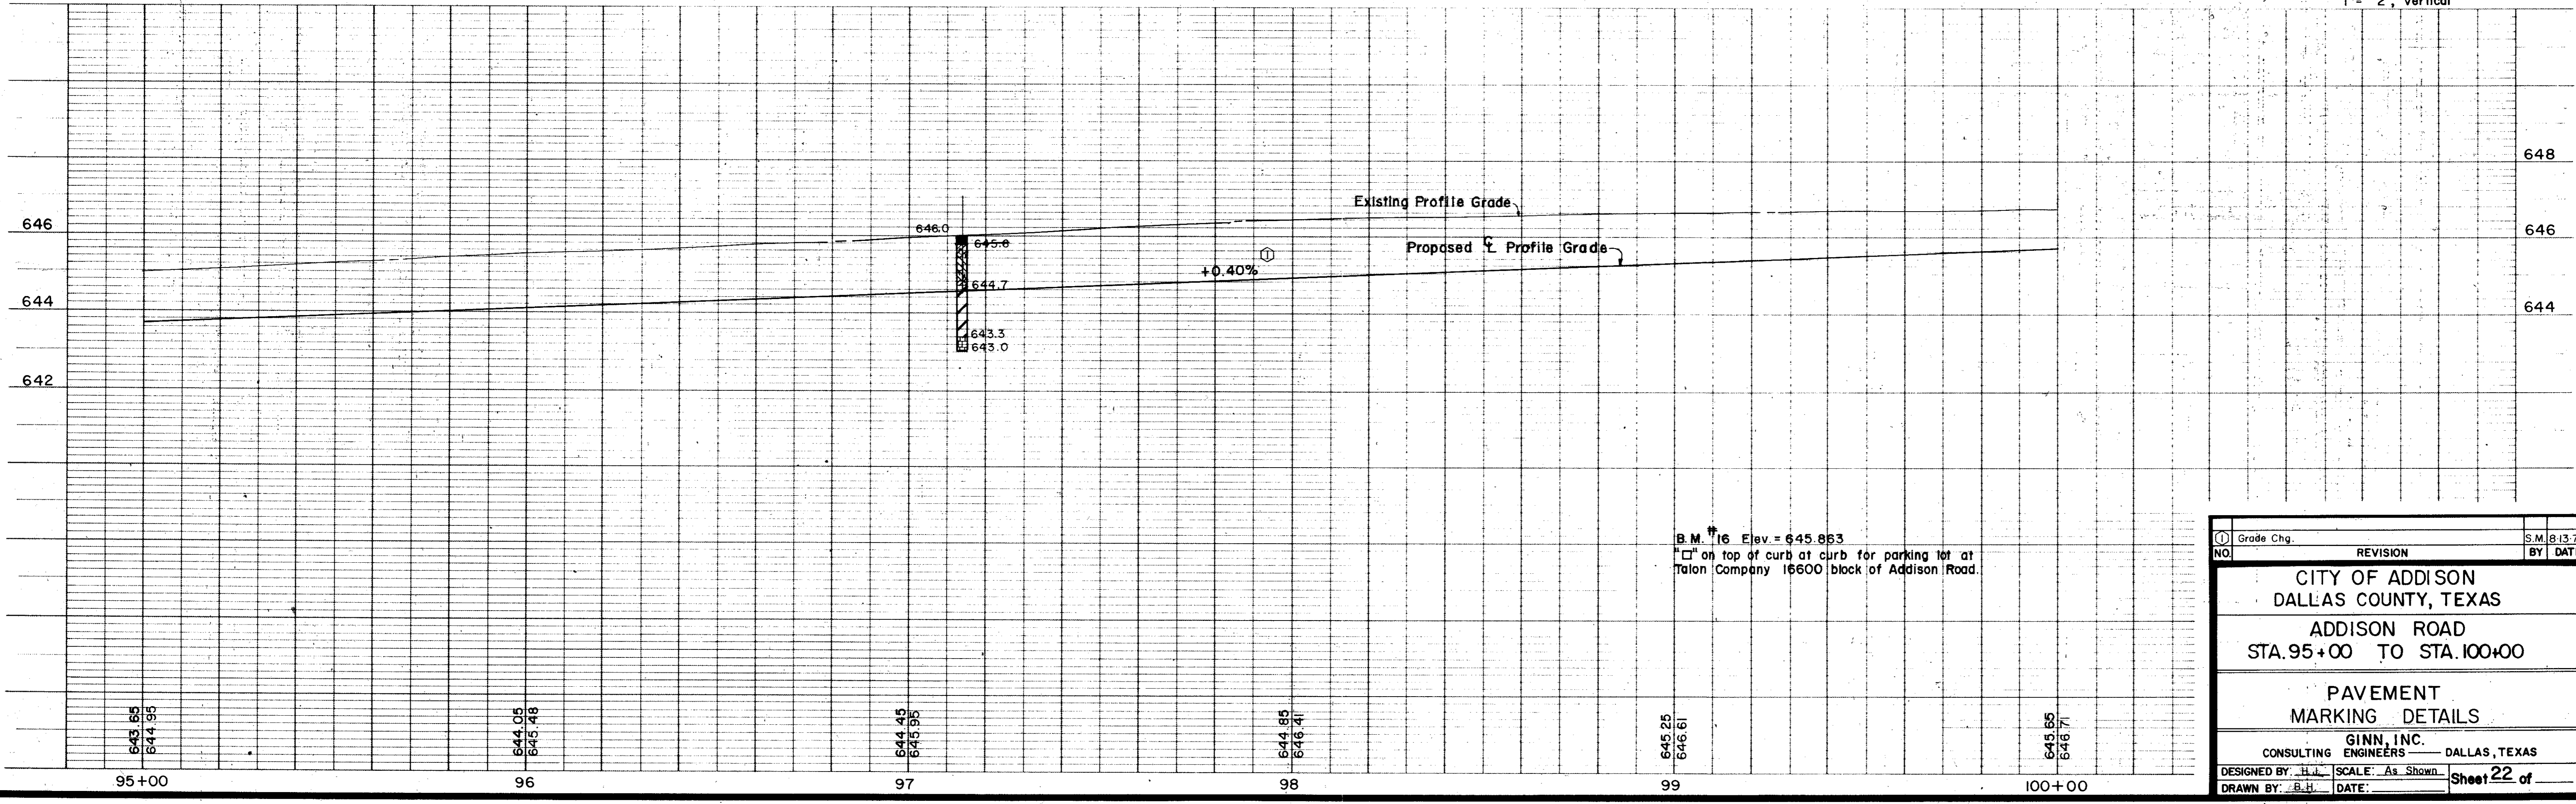 1" = 2', Vertical
648
646
646
644
644
642
Existing Profile Grade
Proposed ℄ Profile Grade
646.0
645.8
644.7
643.3
643.0
+0.40%
1
B.M. #16 Elev. = 645.863
"□" on top of curb at curb for parking lot at
Talon Company 16600 block of Addison Road.
643.65
644.95
644.05
645.48
644.45
645.95
644.85
646.41
645.25
646.61
645.65
646.71
95+00
96
97
98
99
100+00
1 Grade Chg. S.M. 8-13-7
NO. REVISION BY DAT
CITY OF ADDISON
DALLAS COUNTY, TEXAS
ADDISON ROAD
STA. 95+00 TO STA. 100+00
PAVEMENT
MARKING DETAILS
GINN, INC.
CONSULTING ENGINEERS — DALLAS, TEXAS
DESIGNED BY: H.J. SCALE: As Shown Sheet 22 of
DRAWN BY: B.H. DATE: